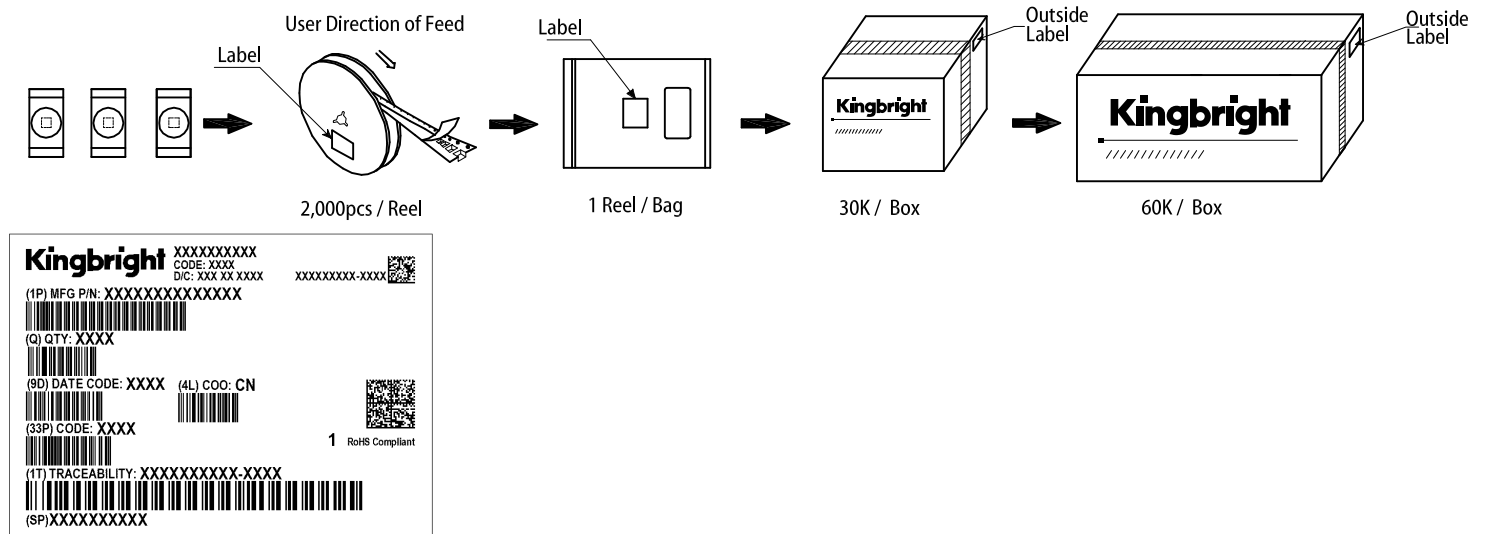 User Direction of Feed
Label
Label
Outside
Label
Outside
Label
Kingbright
Kingbright
2,000pcs / Reel
1 Reel / Bag
30K / Box
60K / Box
Kingbright
XXXXXXXXXX
CODE: XXXX
D/C: XXX XX XXXX
XXXXXXXXX-XXXX
(1P) MFG P/N: XXXXXXXXXXXXXX
(Q) QTY: XXXX
(9D) DATE CODE: XXXX
(4L) COO: CN
(33P) CODE: XXXX
1 RoHS Compliant
(1T) TRACEABILITY: XXXXXXXXXX-XXXX
(SP)XXXXXXXXXX